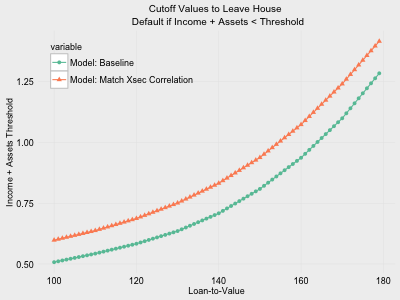 Cutoff Values to Leave House
Default if Income + Assets < Threshold
variable
Model: Baseline
Model: Match Xsec Correlation
Income + Assets Threshold
1.25
1.00
0.75
0.50
100
120
140
160
180
Loan-to-Value